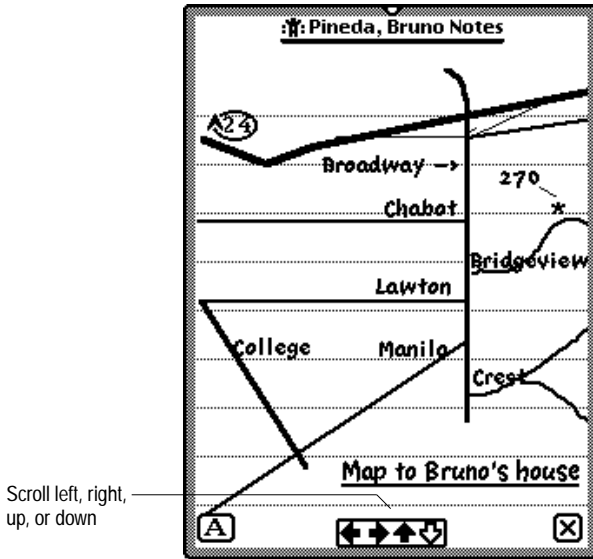 Pineda, Bruno Notes
24
Broadway ->
270
Chabot
Bridgeview
Lawton
College
Manila
Crest
Map to Bruno's house
Scroll left, right,
up, or down
A